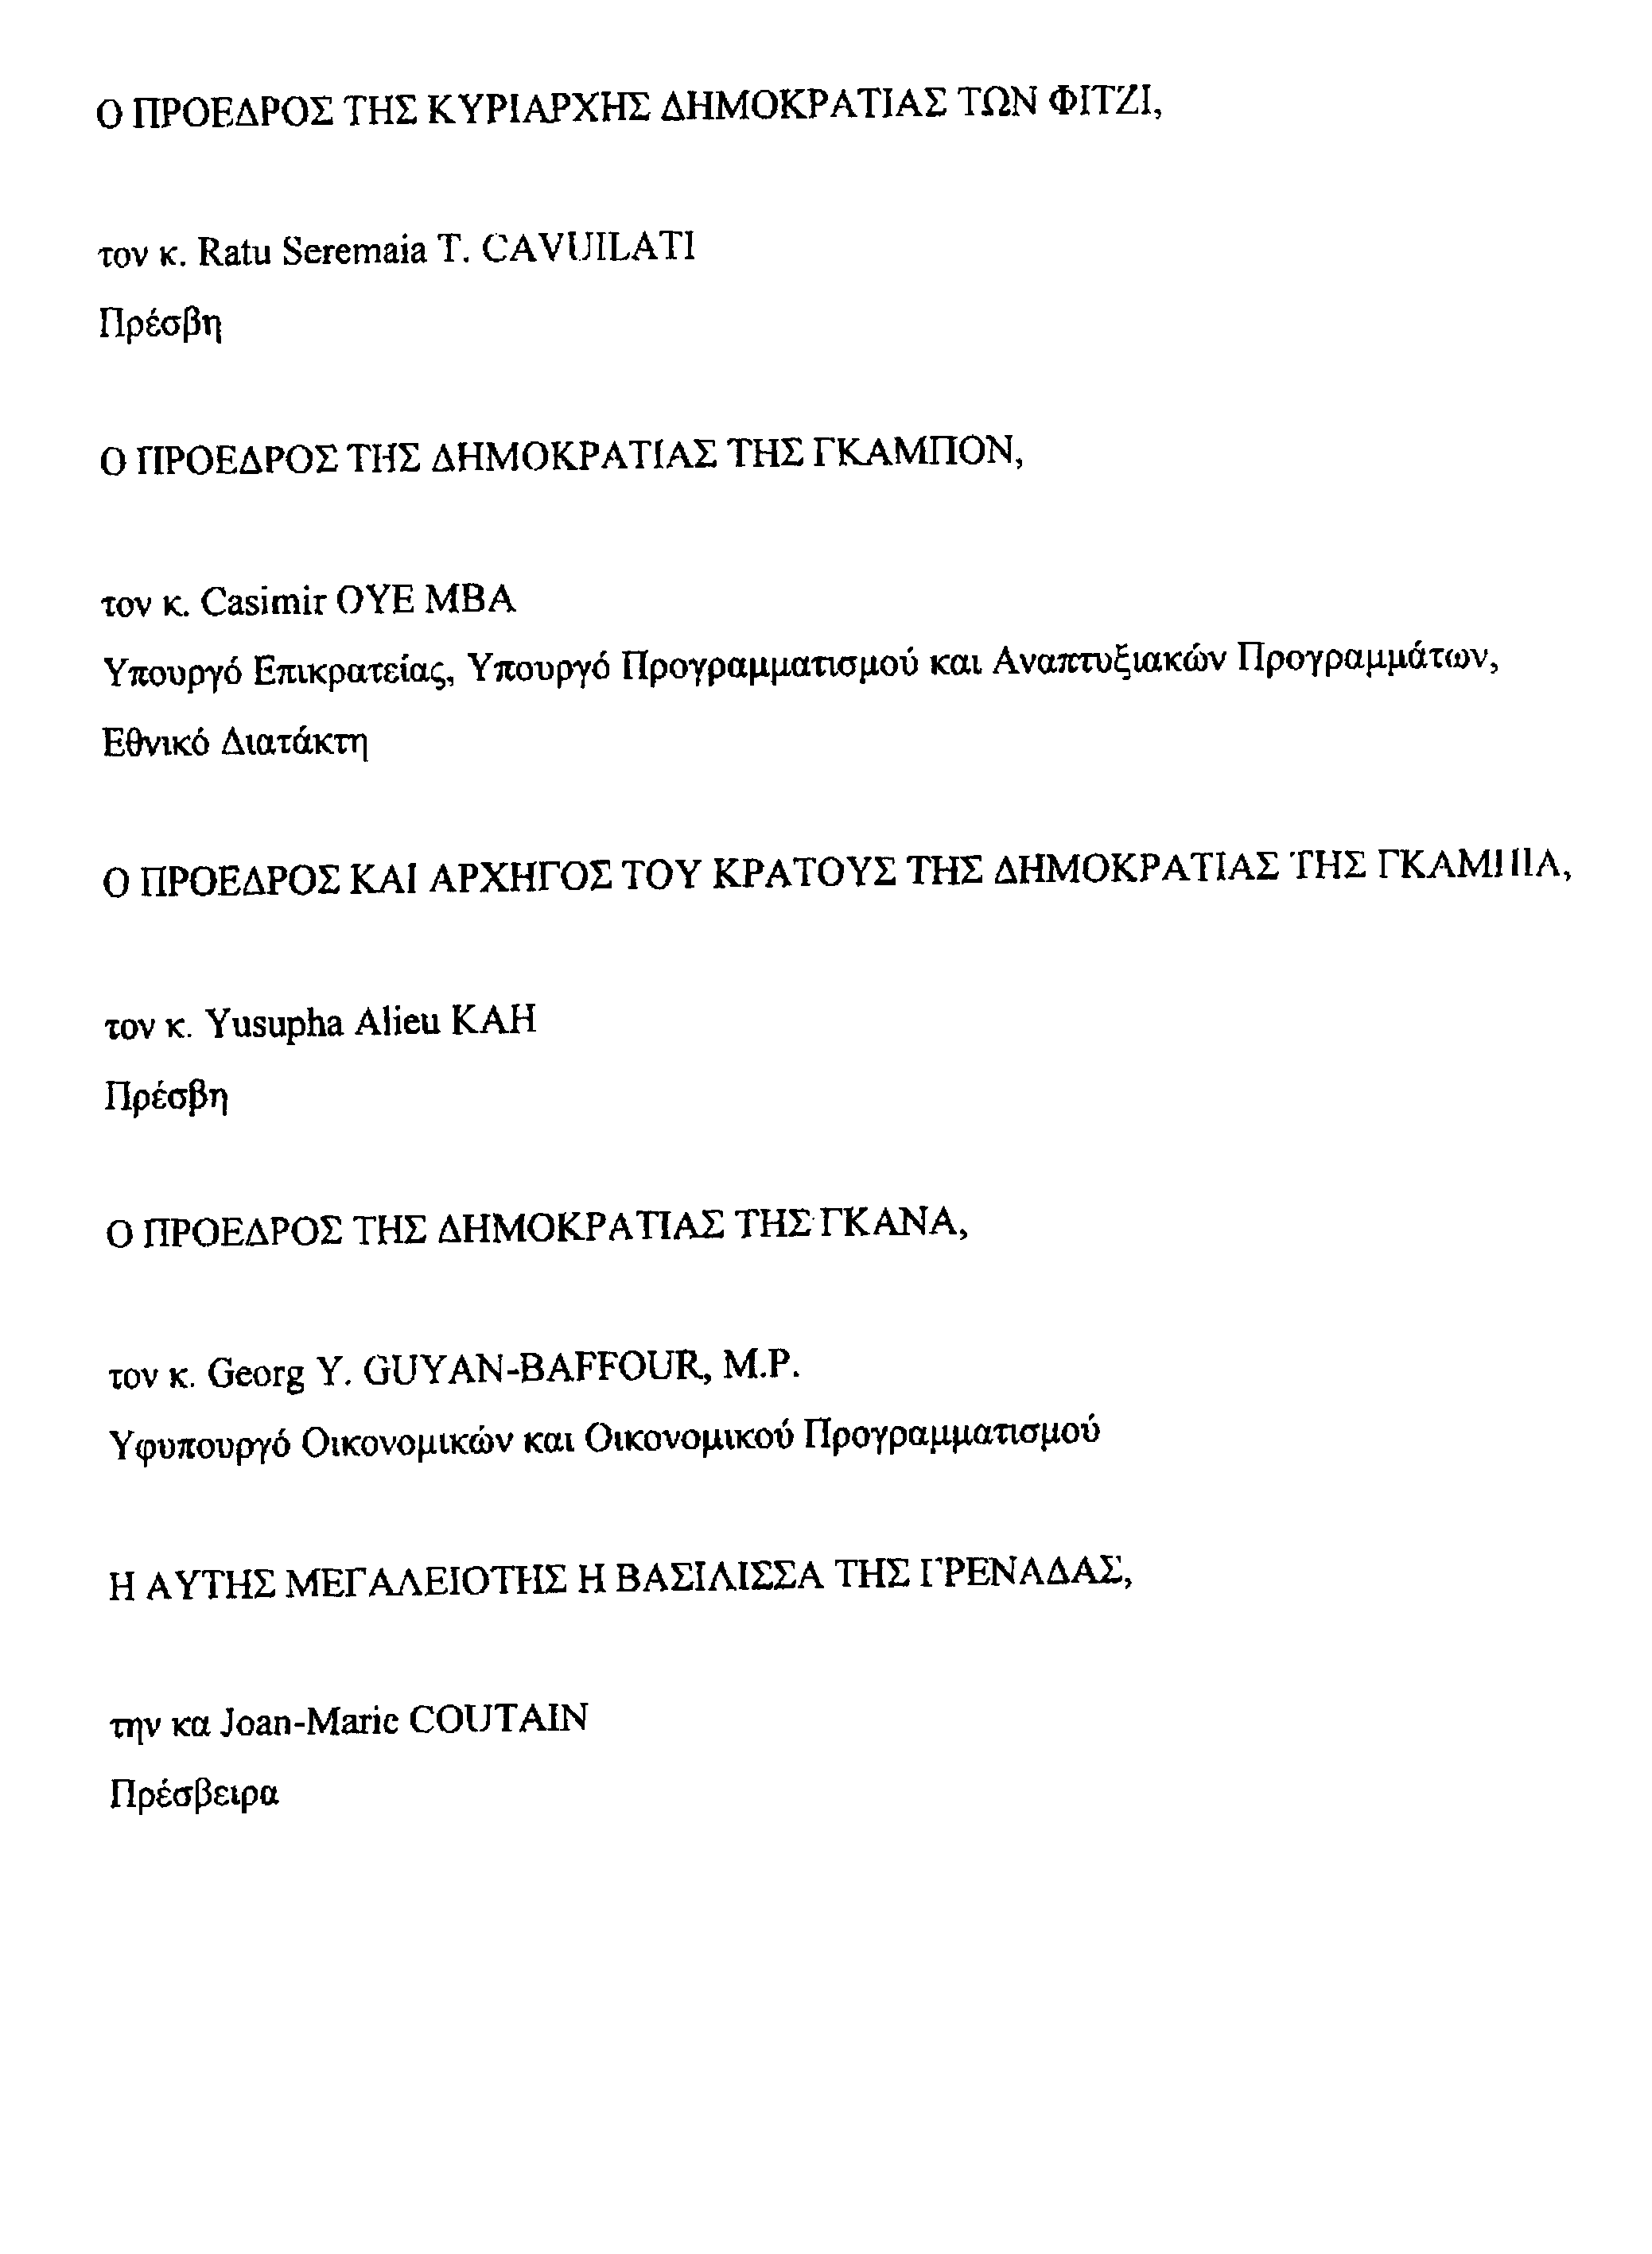 Ο ΠΡΟΕΔΡΟΣ ΤΗΣ ΚΥΡΙΑΡΧΗΣ ΔΗΜΟΚΡΑΤΙΑΣ ΤΩΝ ΦΙΤΖΙ,
τον κ. Ratu Seremaia T. CAVUILATI
Πρέσβη
Ο ΠΡΟΕΔΡΟΣ ΤΗΣ ΔΗΜΟΚΡΑΤΙΑΣ ΤΗΣ ΓΚΑΜΠΟΝ,
τον κ. Casimir OYE MBA
Υπουργό Επικρατείας, Υπουργό Προγραμματισμού και Αναπτυξιακών Προγραμμάτων,
Εθνικό Διατάκτη
Ο ΠΡΟΕΔΡΟΣ ΚΑΙ ΑΡΧΗΓΟΣ ΤΟΥ ΚΡΑΤΟΥΣ ΤΗΣ ΔΗΜΟΚΡΑΤΙΑΣ ΤΗΣ ΓΚΑΜΠΙΑ,
τον κ. Yusupha Alieu KAH
Πρέσβη
Ο ΠΡΟΕΔΡΟΣ ΤΗΣ ΔΗΜΟΚΡΑΤΙΑΣ ΤΗΣ ΓΚΑΝΑ,
τον κ. Georg Y. GUYAN-BAFFOUR, M.P.
Υφυπουργό Οικονομικών και Οικονομικού Προγραμματισμού
Η ΑΥΤΗΣ ΜΕΓΑΛΕΙΟΤΗΣ Η ΒΑΣΙΛΙΣΣΑ ΤΗΣ ΓΡΕΝΑΔΑΣ,
την κα Joan-Marie COUTAIN
Πρέσβειρα